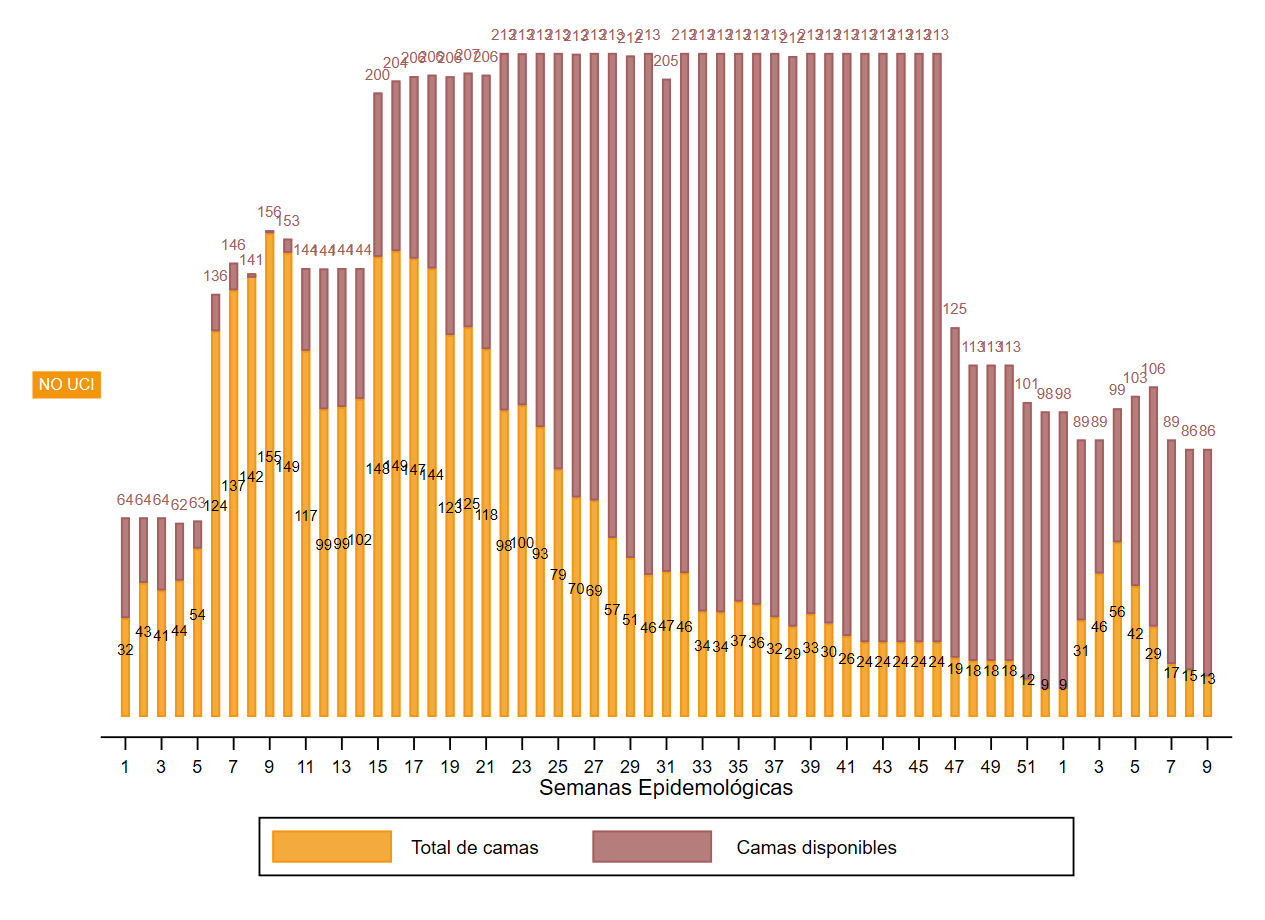 64 64 64 62 63 136 146 141 156 153 144 144 144 144 200 204 206 206 206 207 206 213 213 213 213 213 213 213 212 213 205 213 213 213 213 213 213 212 213 213 213 213 213 213 213 213 125 113 113 113 101 98 98 89 89 99 103 106 89 86 86
NO UCI
32 43 41 44 54 124 137 142 155 149 117 99 99 102 148 149 147 144 123 125 118 98 100 93 79 70 69 57 51 46 47 46 34 34 37 36 32 29 33 30 26 24 24 24 24 24 19 18 18 18 12 9 9 31 46 56 42 29 17 15 13
1 3 5 7 9 11 13 15 17 19 21 23 25 27 29 31 33 35 37 39 41 43 45 47 49 51 1 3 5 7 9
Semanas Epidemológicas
Total de camas Camas disponibles